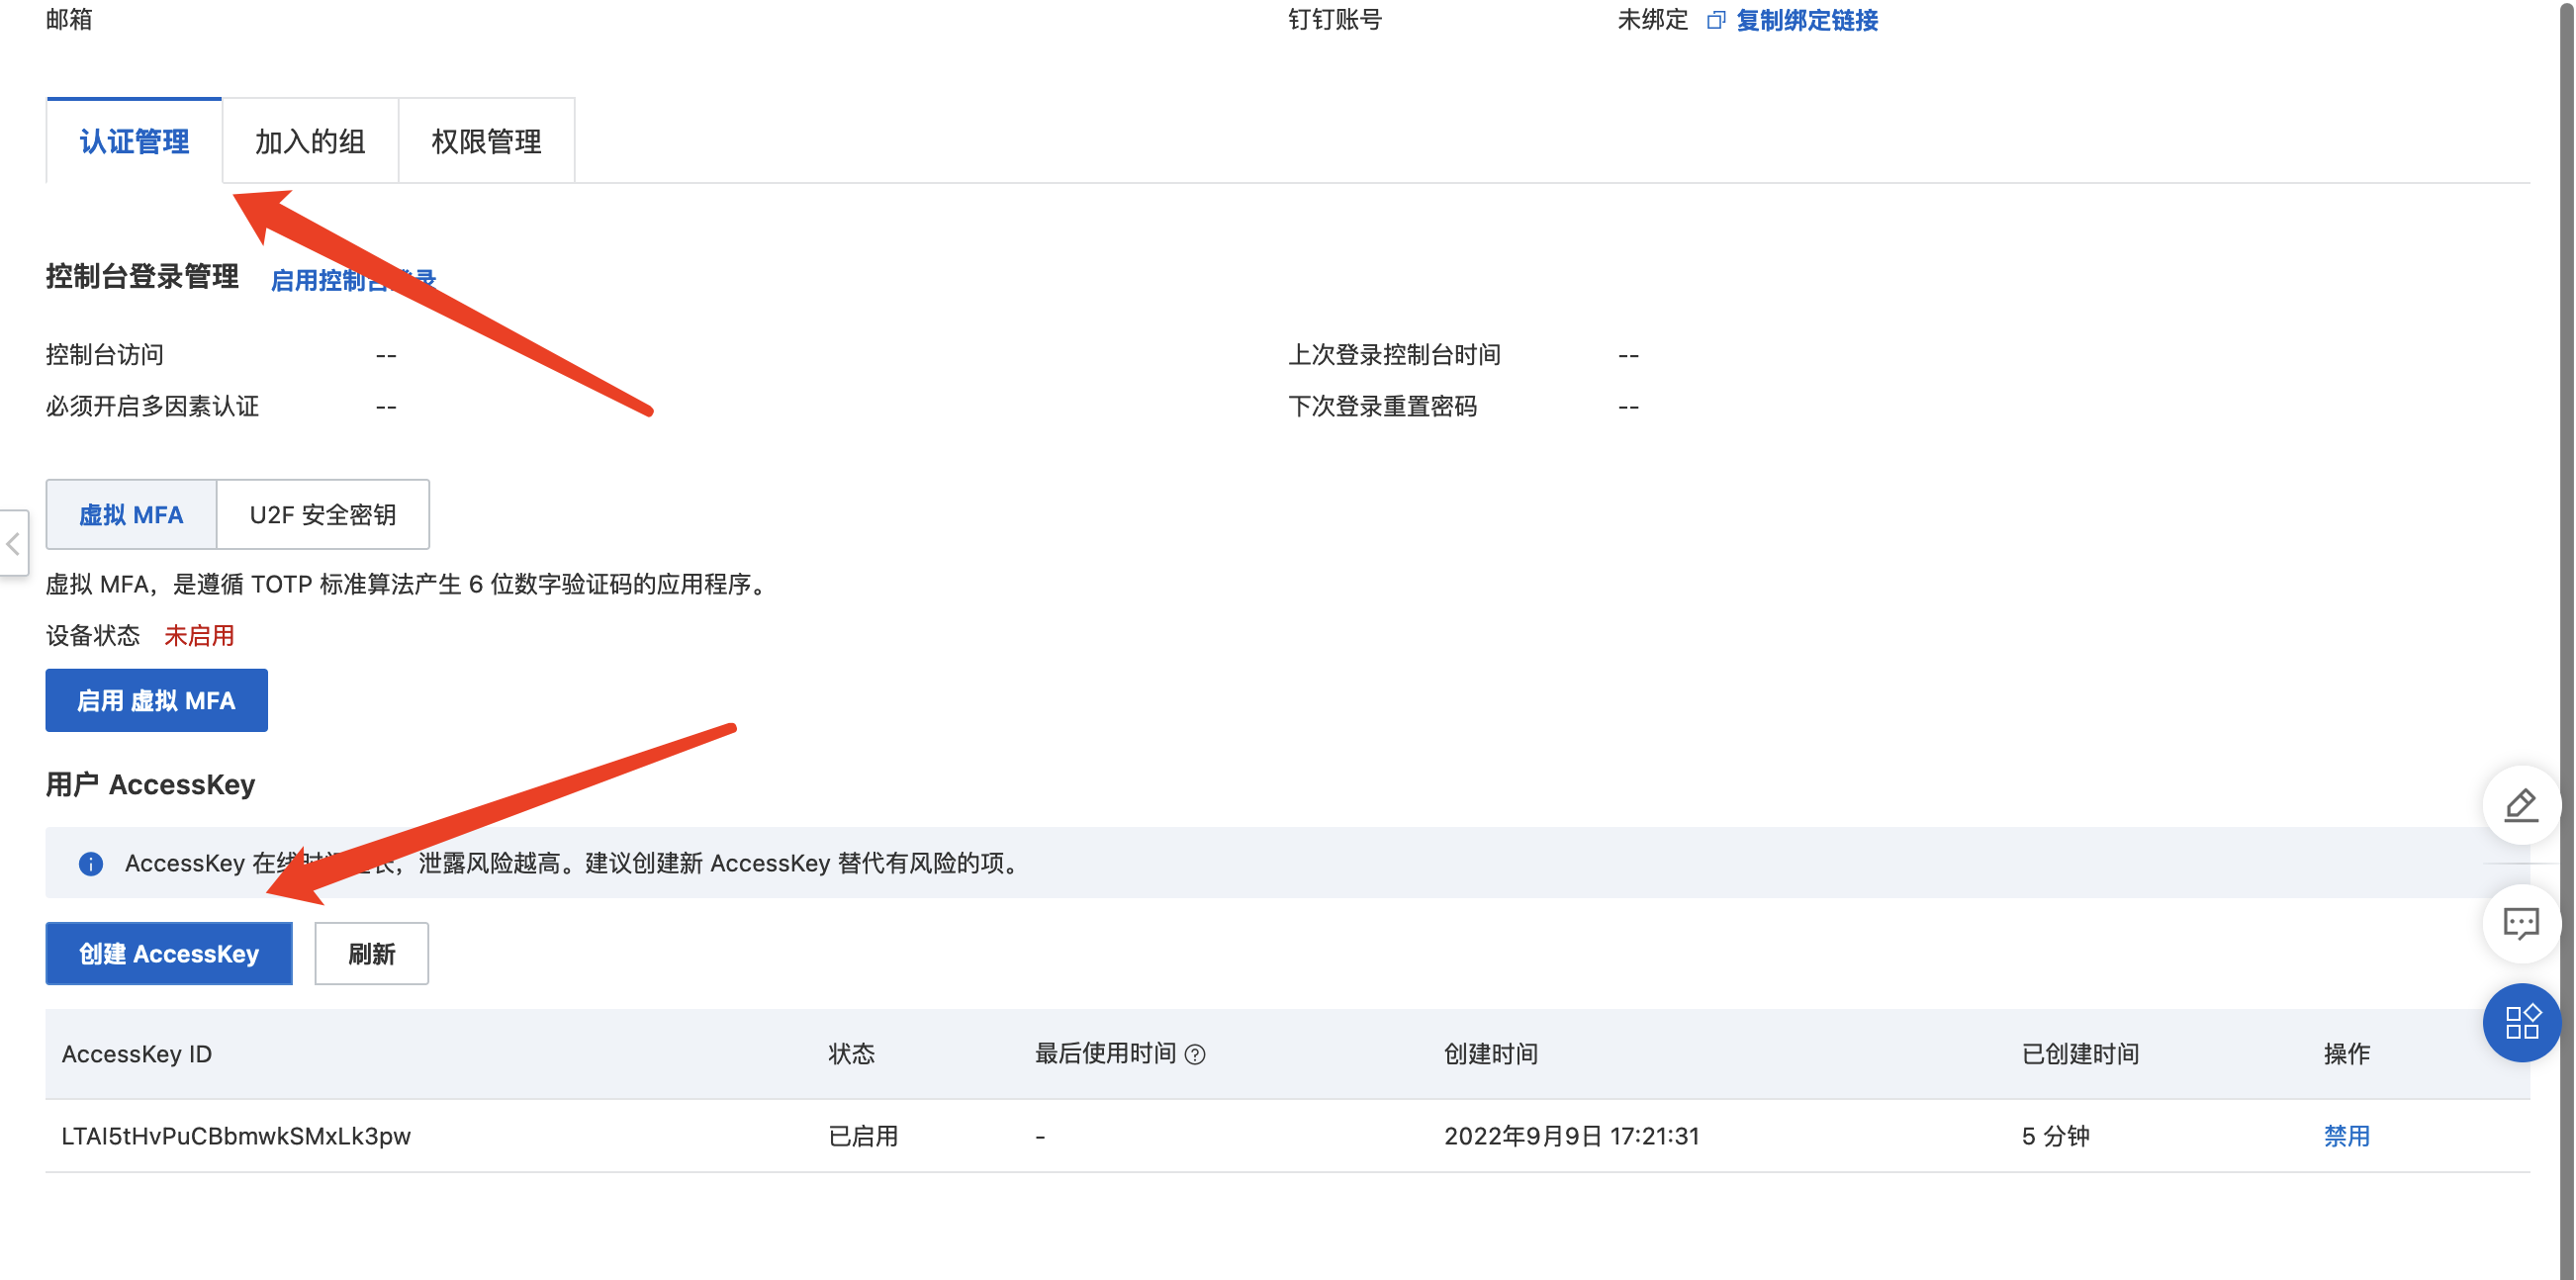 邮箱 钉钉账号 未绑定 复制绑定链接
认证管理 加入的组 权限管理
控制台登录管理 启用控制台登录
控制台访问 -- 上次登录控制台时间 --
必须开启多因素认证 -- 下次登录重置密码 --
虚拟 MFA U2F 安全密钥
虚拟 MFA，是遵循 TOTP 标准算法产生 6 位数字验证码的应用程序。
设备状态 未启用
启用 虚拟 MFA
用户 AccessKey
AccessKey 在线时间越长，泄露风险越高。建议创建新 AccessKey 替代有风险的项。
创建 AccessKey 刷新
AccessKey ID 状态 最后使用时间 创建时间 已创建时间 操作
LTAI5tHvPuCBbmwkSMxLk3pw 已启用 - 2022年9月9日 17:21:31 5 分钟 禁用